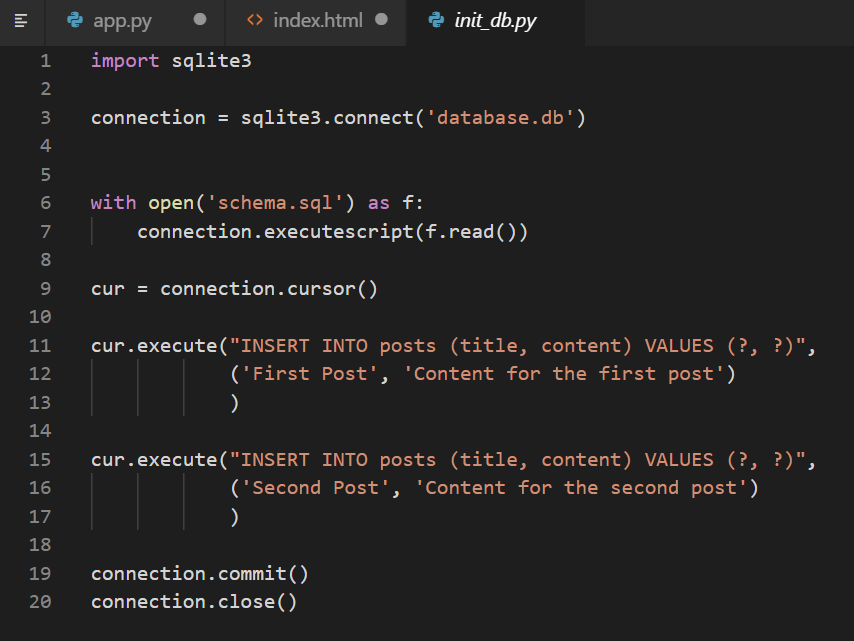 app.py index.html init_db.py
1 import sqlite3
2
3 connection = sqlite3.connect('database.db')
4
5
6 with open('schema.sql') as f:
7     connection.executescript(f.read())
8
9 cur = connection.cursor()
10
11 cur.execute("INSERT INTO posts (title, content) VALUES (?, ?)",
12             ('First Post', 'Content for the first post')
13             )
14
15 cur.execute("INSERT INTO posts (title, content) VALUES (?, ?)",
16             ('Second Post', 'Content for the second post')
17             )
18
19 connection.commit()
20 connection.close()